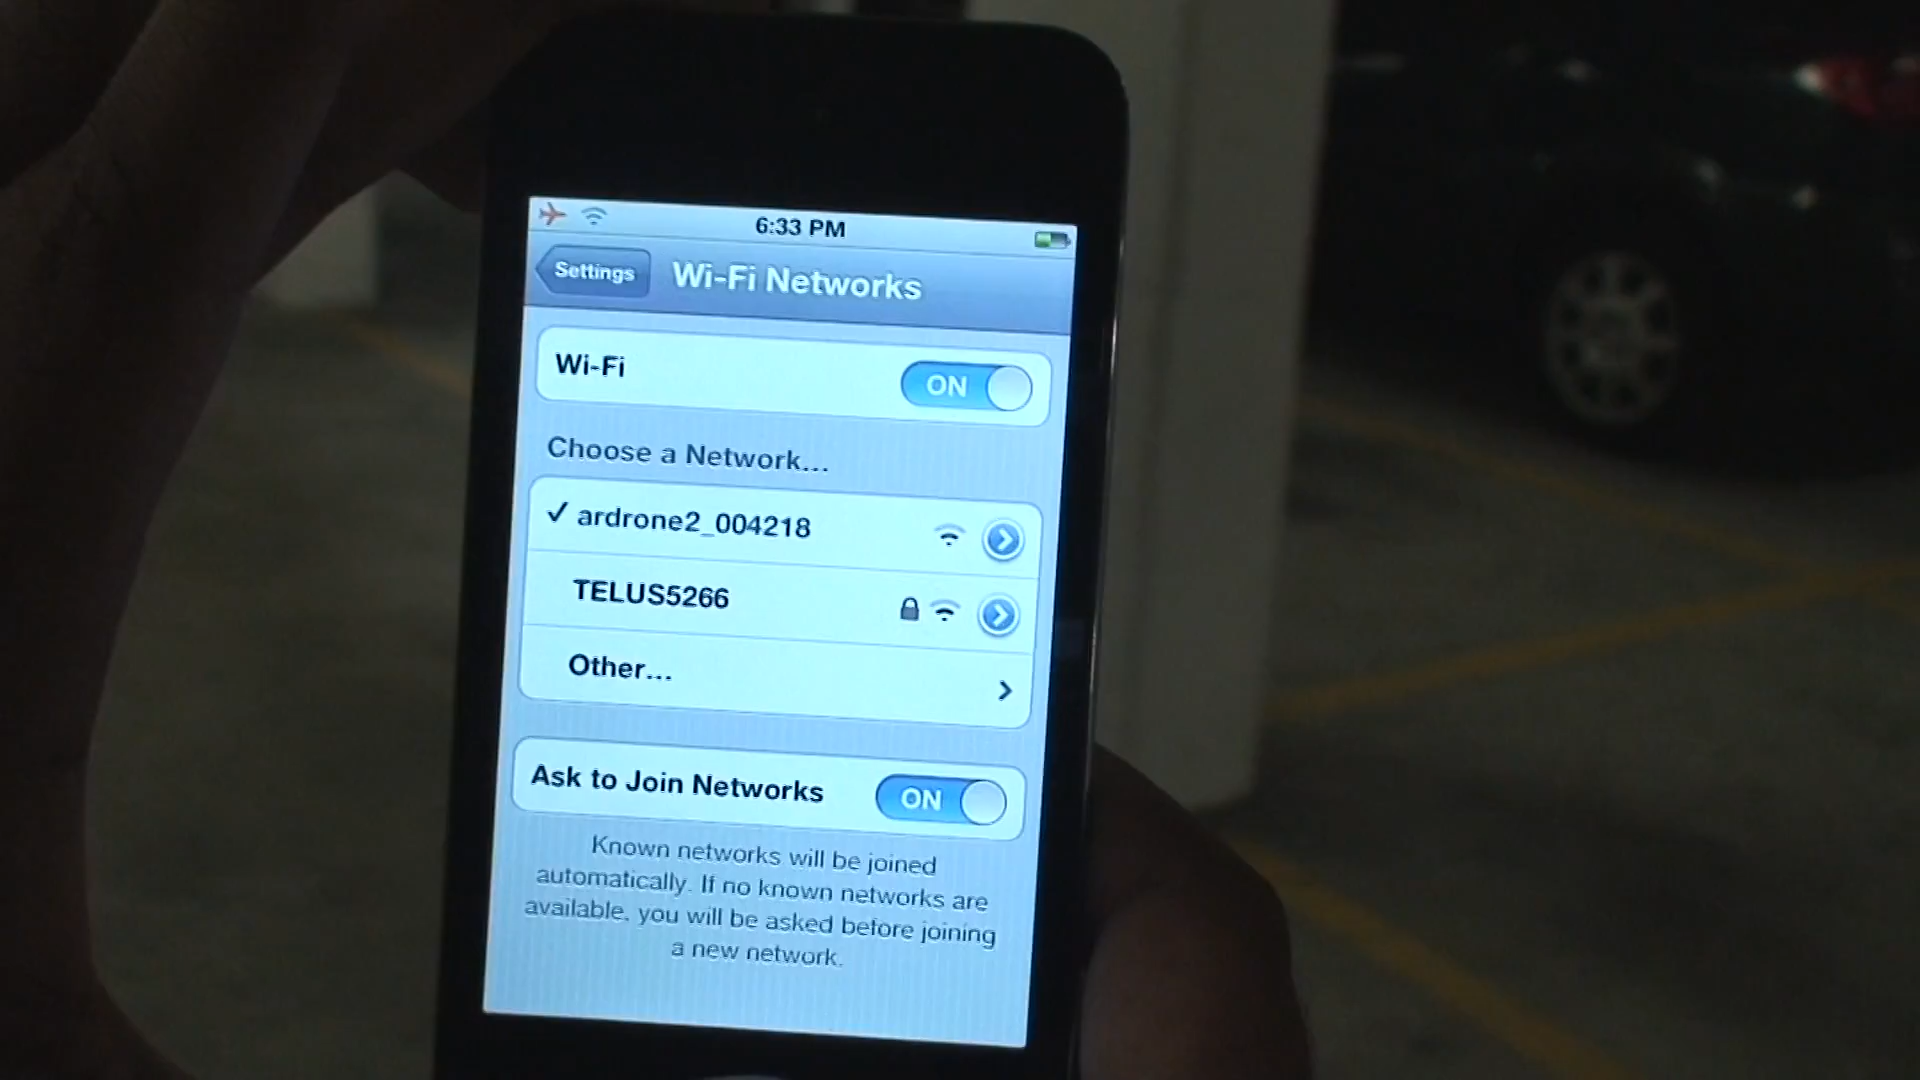 6:33 PM
Settings
Wi-Fi Networks
Wi-Fi
ON
Choose a Network...
ardrone2_004218
TELUS5266
Other...
Ask to Join Networks
ON
Known networks will be joined
automatically. If no known networks are
available, you will be asked before joining
a new network.